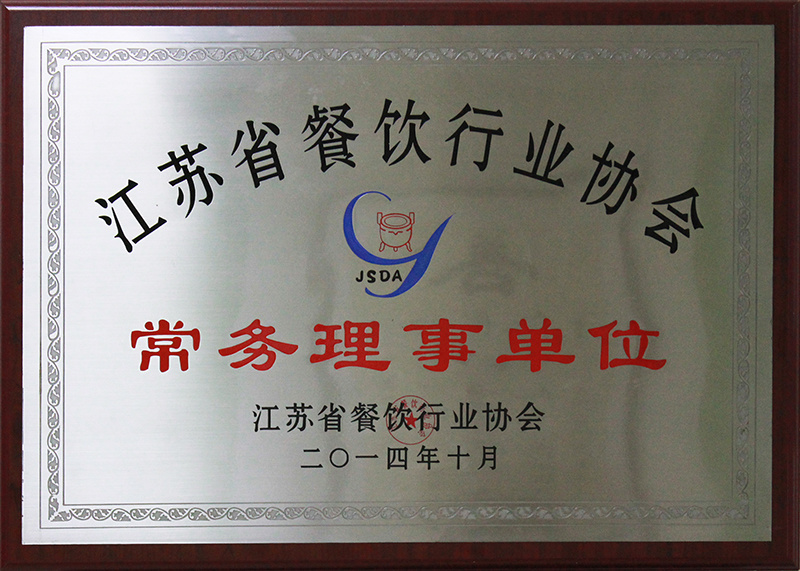 江苏省餐饮行业协会
JSDA
常务理事单位
江苏省餐饮行业协会
二〇一四年十月